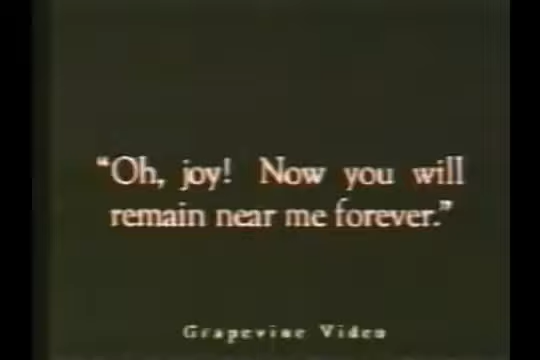 “Oh, joy! Now you will
remain near me forever.”
Grapevine Video